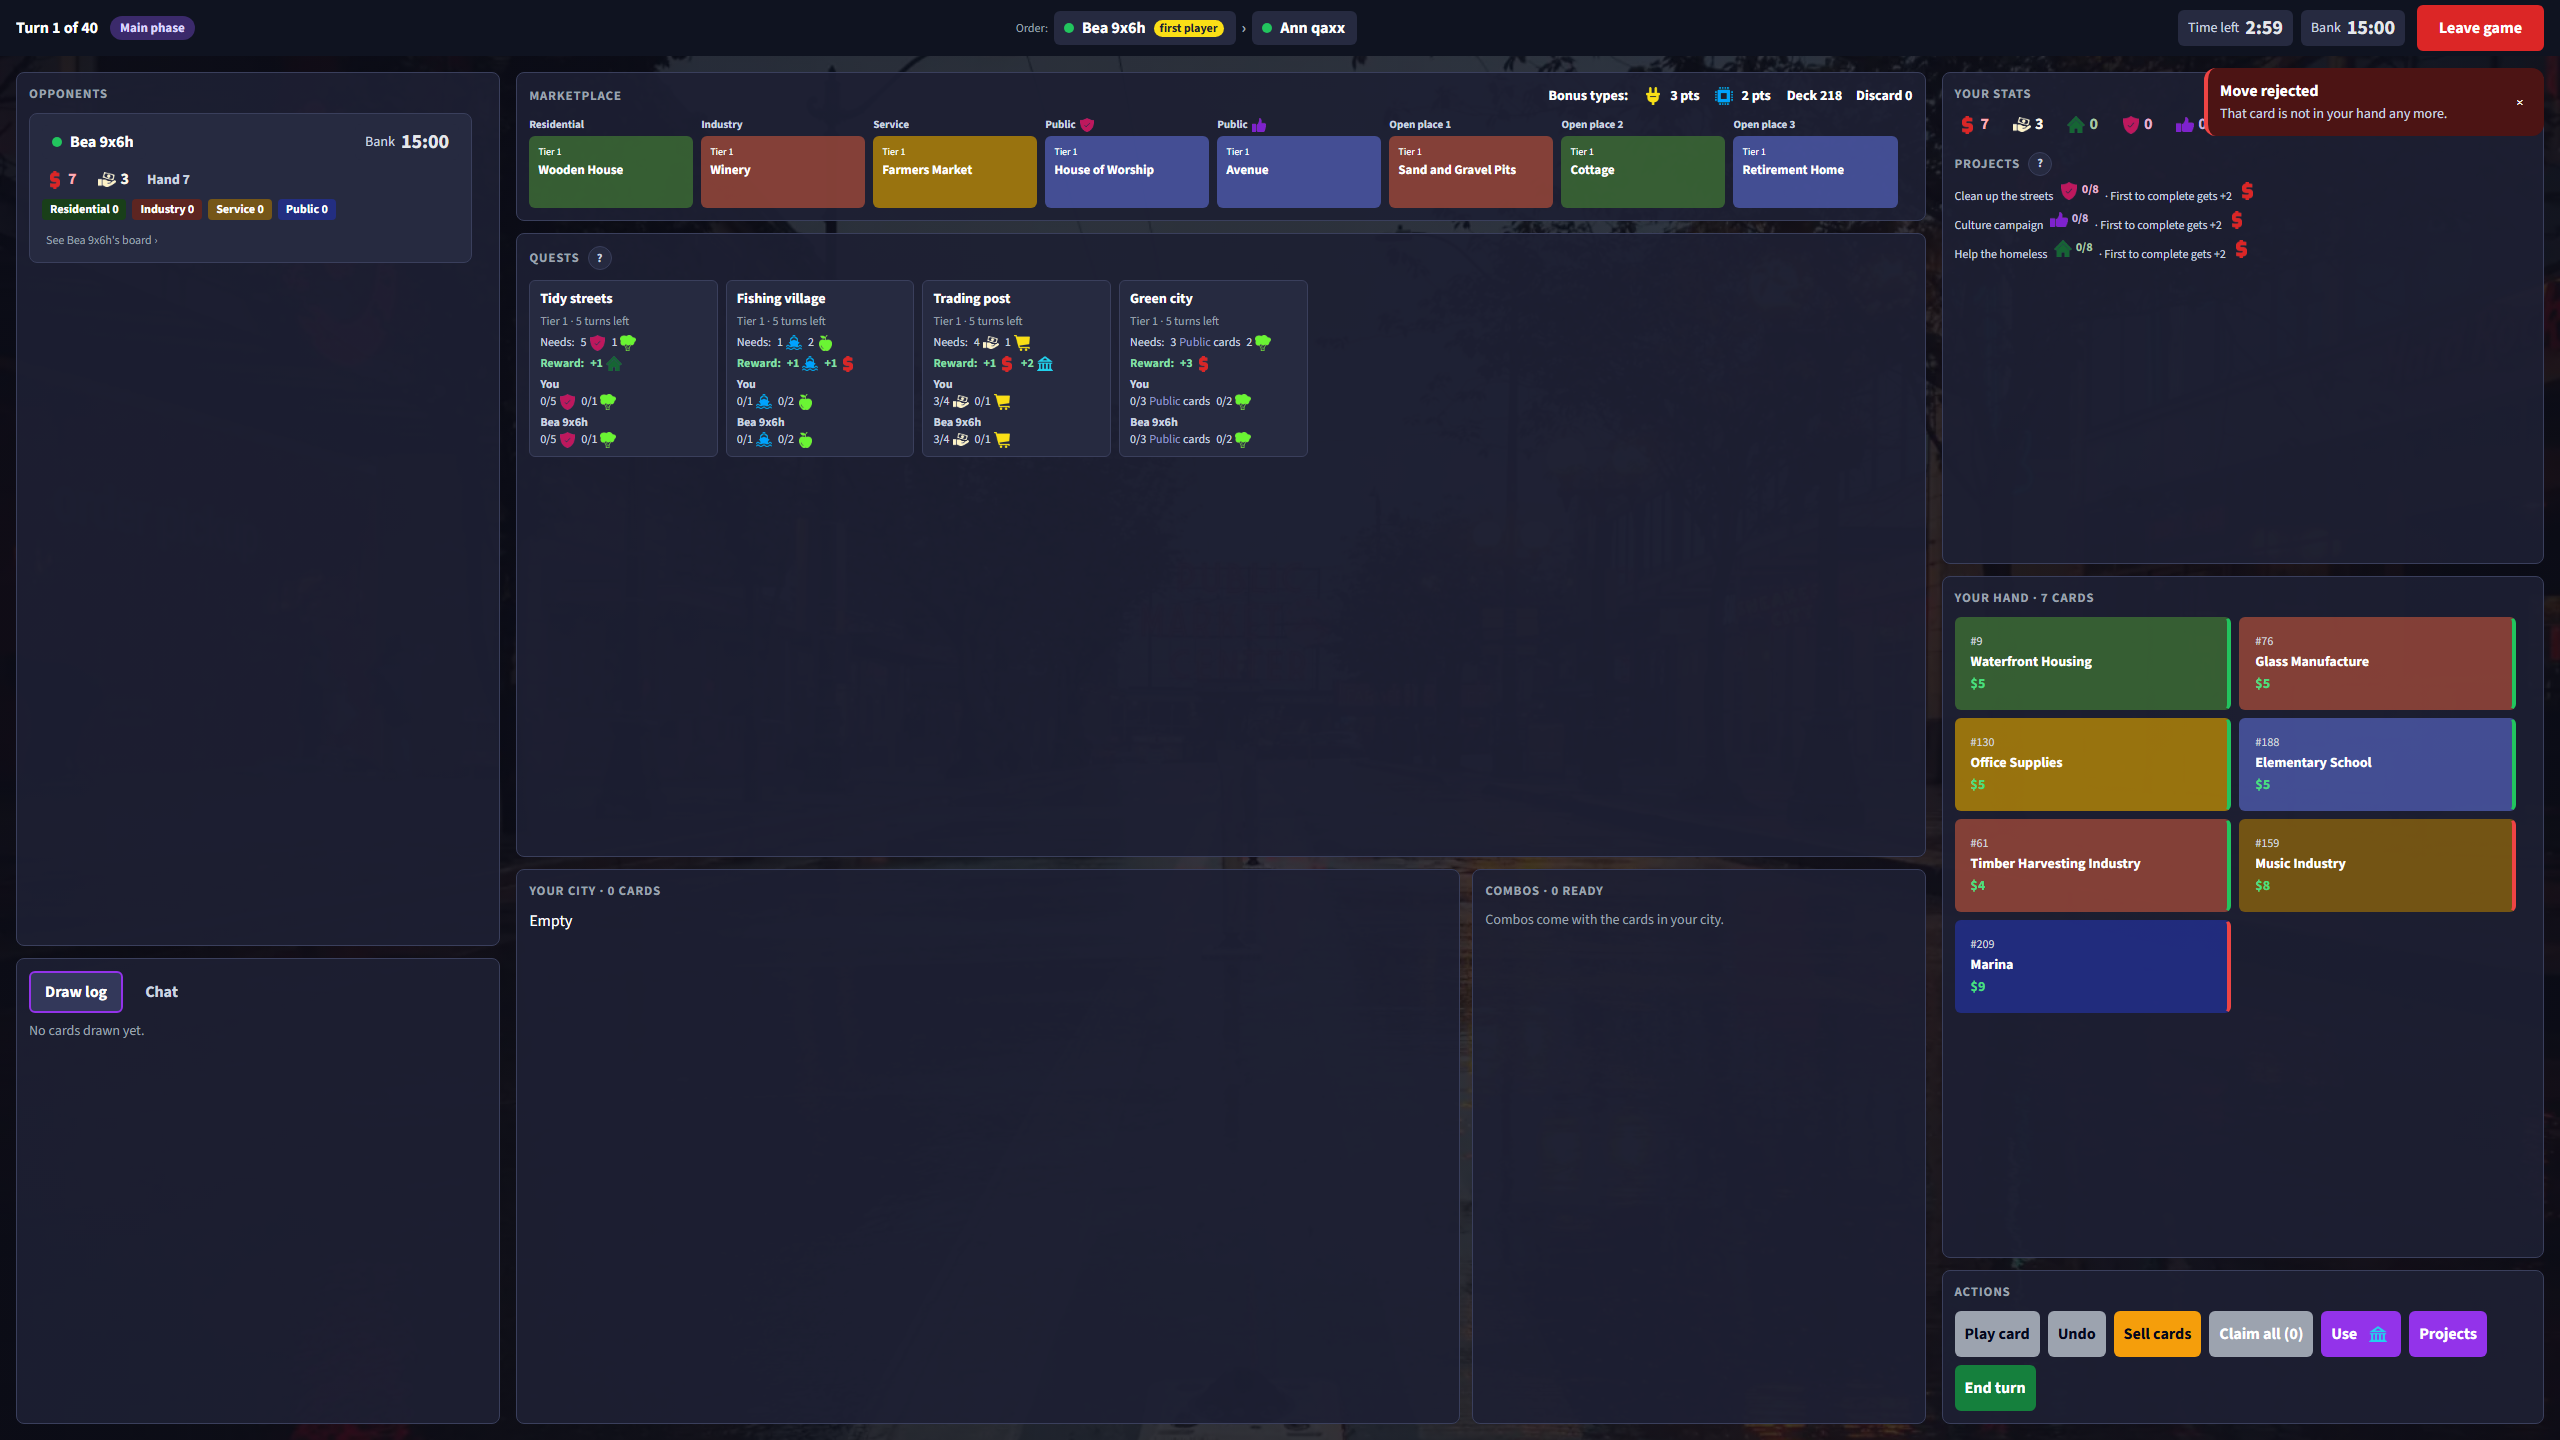 Turn 1 of 40 Main phase
Order: Bea 9x6h first player › Ann qaxx
Time left 2:59 Bank 15:00 Leave game
OPPONENTS
Bea 9x6h Bank 15:00
7 3 Hand 7
Residential 0 Industry 0 Service 0 Public 0
See Bea 9x6h's board ›
Draw log Chat
No cards drawn yet.
MARKETPLACE
Bonus types: 3 pts 2 pts Deck 218 Discard 0
Residential Industry Service Public Public Open place 1 Open place 2 Open place 3
Tier 1 Tier 1 Tier 1 Tier 1 Tier 1 Tier 1 Tier 1 Tier 1
Wooden House Winery Farmers Market House of Worship Avenue Sand and Gravel Pits Cottage Retirement Home
QUESTS ?
Tidy streets
Tier 1 · 5 turns left
Needs: 5 1
Reward: +1
You
0/5 0/1
Bea 9x6h
0/5 0/1
Fishing village
Tier 1 · 5 turns left
Needs: 1 2
Reward: +1 +1 $
You
0/1 0/2
Bea 9x6h
0/1 0/2
Trading post
Tier 1 · 5 turns left
Needs: 4 1
Reward: +1 $ +2
You
3/4 0/1
Bea 9x6h
3/4 0/1
Green city
Tier 1 · 5 turns left
Needs: 3 Public cards 2
Reward: +3 $
You
0/3 Public cards 0/2
Bea 9x6h
0/3 Public cards 0/2
YOUR CITY · 0 CARDS
Empty
COMBOS · 0 READY
Combos come with the cards in your city.
YOUR STATS
$ 7 3 0 0 0
Move rejected
That card is not in your hand any more.
×
PROJECTS ?
Clean up the streets 0/8 · First to complete gets +2 $
Culture campaign 0/8 · First to complete gets +2 $
Help the homeless 0/8 · First to complete gets +2 $
YOUR HAND · 7 CARDS
#9
Waterfront Housing
$5
#76
Glass Manufacture
$5
#130
Office Supplies
$5
#188
Elementary School
$5
#61
Timber Harvesting Industry
$4
#159
Music Industry
$8
#209
Marina
$9
ACTIONS
Play card Undo Sell cards Claim all (0) Use Projects
End turn